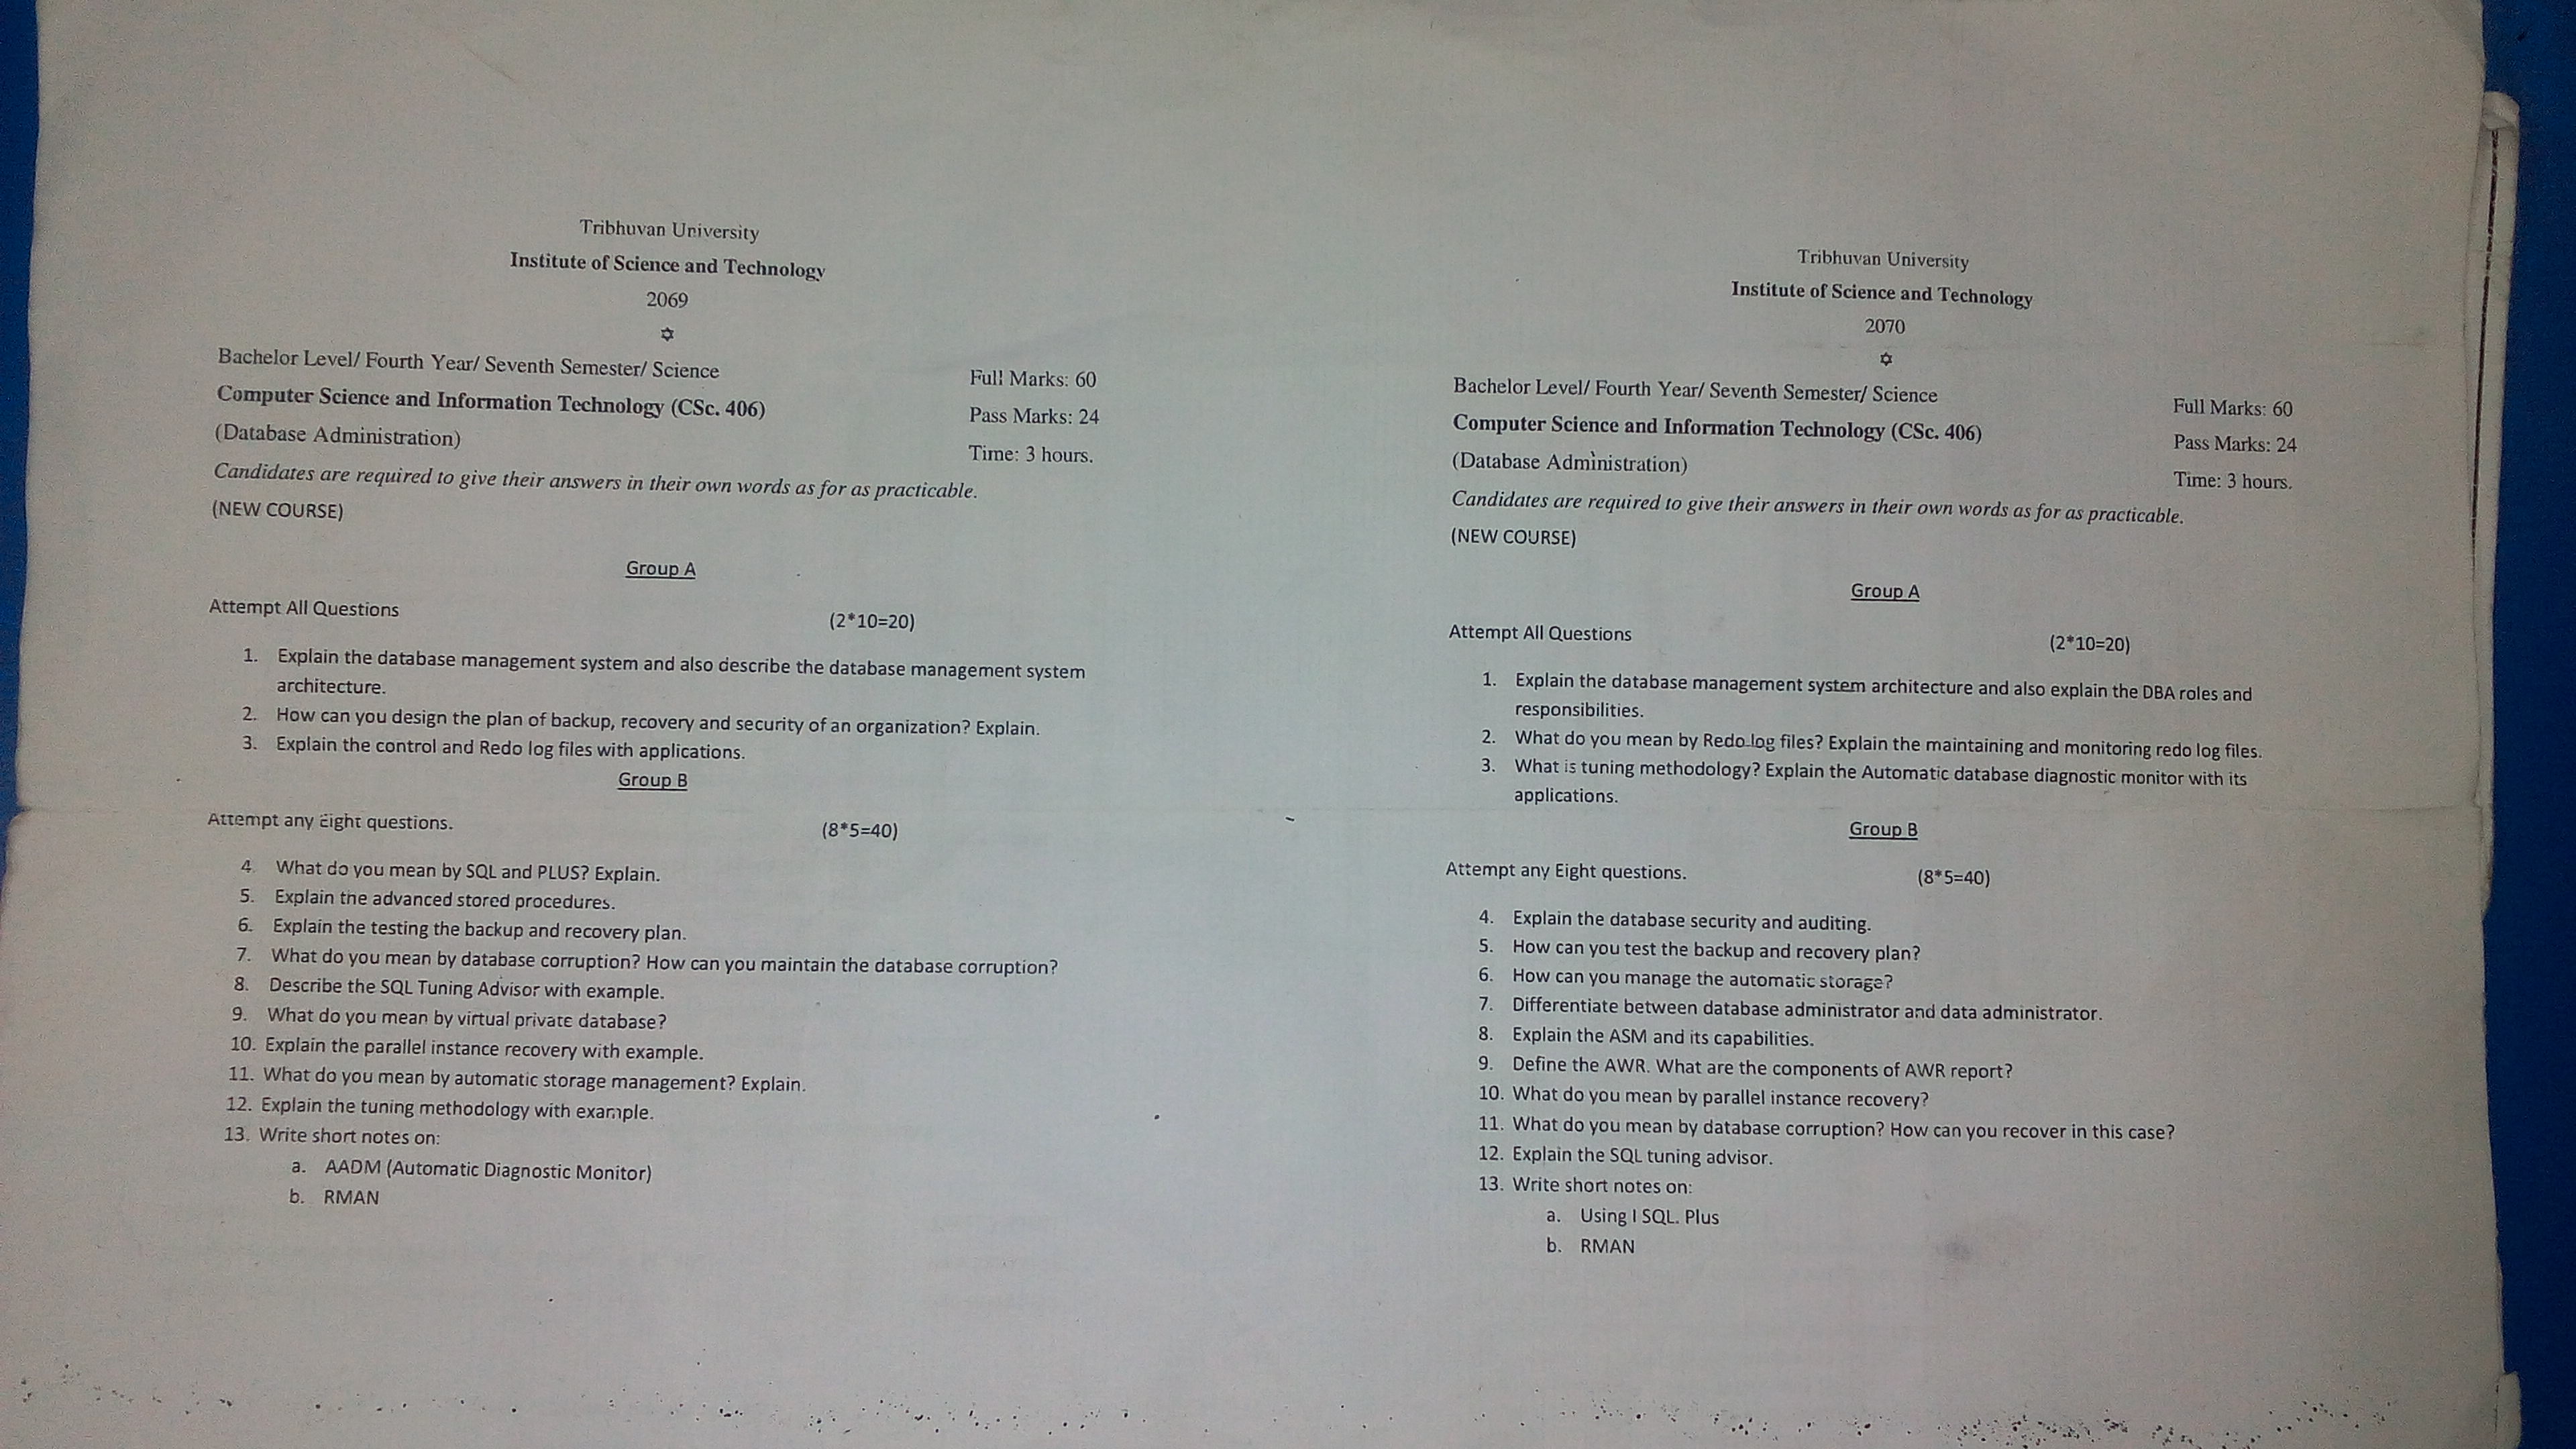 Tribhuvan University
Institute of Science and Technology
2069
✡
Bachelor Level/ Fourth Year/ Seventh Semester/ Science
Full Marks: 60
Computer Science and Information Technology (CSc. 406)
Pass Marks: 24
(Database Administration)
Time: 3 hours.
Candidates are required to give their answers in their own words as for as practicable.
(NEW COURSE)
Group A
Attempt All Questions (2*10=20)
1. Explain the database management system and also describe the database management system
architecture.
2. How can you design the plan of backup, recovery and security of an organization? Explain.
3. Explain the control and Redo log files with applications.
Group B
Attempt any Eight questions. (8*5=40)
4. What do you mean by SQL and PLUS? Explain.
5. Explain the advanced stored procedures.
6. Explain the testing the backup and recovery plan.
7. What do you mean by database corruption? How can you maintain the database corruption?
8. Describe the SQL Tuning Advisor with example.
9. What do you mean by virtual private database?
10. Explain the parallel instance recovery with example.
11. What do you mean by automatic storage management? Explain.
12. Explain the tuning methodology with example.
13. Write short notes on:
a. AADM (Automatic Diagnostic Monitor)
b. RMAN
Tribhuvan University
Institute of Science and Technology
2070
✡
Bachelor Level/ Fourth Year/ Seventh Semester/ Science
Full Marks: 60
Computer Science and Information Technology (CSc. 406)
Pass Marks: 24
(Database Administration)
Time: 3 hours.
Candidates are required to give their answers in their own words as for as practicable.
(NEW COURSE)
Group A
Attempt All Questions (2*10=20)
1. Explain the database management system architecture and also explain the DBA roles and
responsibilities.
2. What do you mean by Redo log files? Explain the maintaining and monitoring redo log files.
3. What is tuning methodology? Explain the Automatic database diagnostic monitor with its
applications.
Group B
Attempt any Eight questions. (8*5=40)
4. Explain the database security and auditing.
5. How can you test the backup and recovery plan?
6. How can you manage the automatic storage?
7. Differentiate between database administrator and data administrator.
8. Explain the ASM and its capabilities.
9. Define the AWR. What are the components of AWR report?
10. What do you mean by parallel instance recovery?
11. What do you mean by database corruption? How can you recover in this case?
12. Explain the SQL tuning advisor.
13. Write short notes on:
a. Using I SQL. Plus
b. RMAN